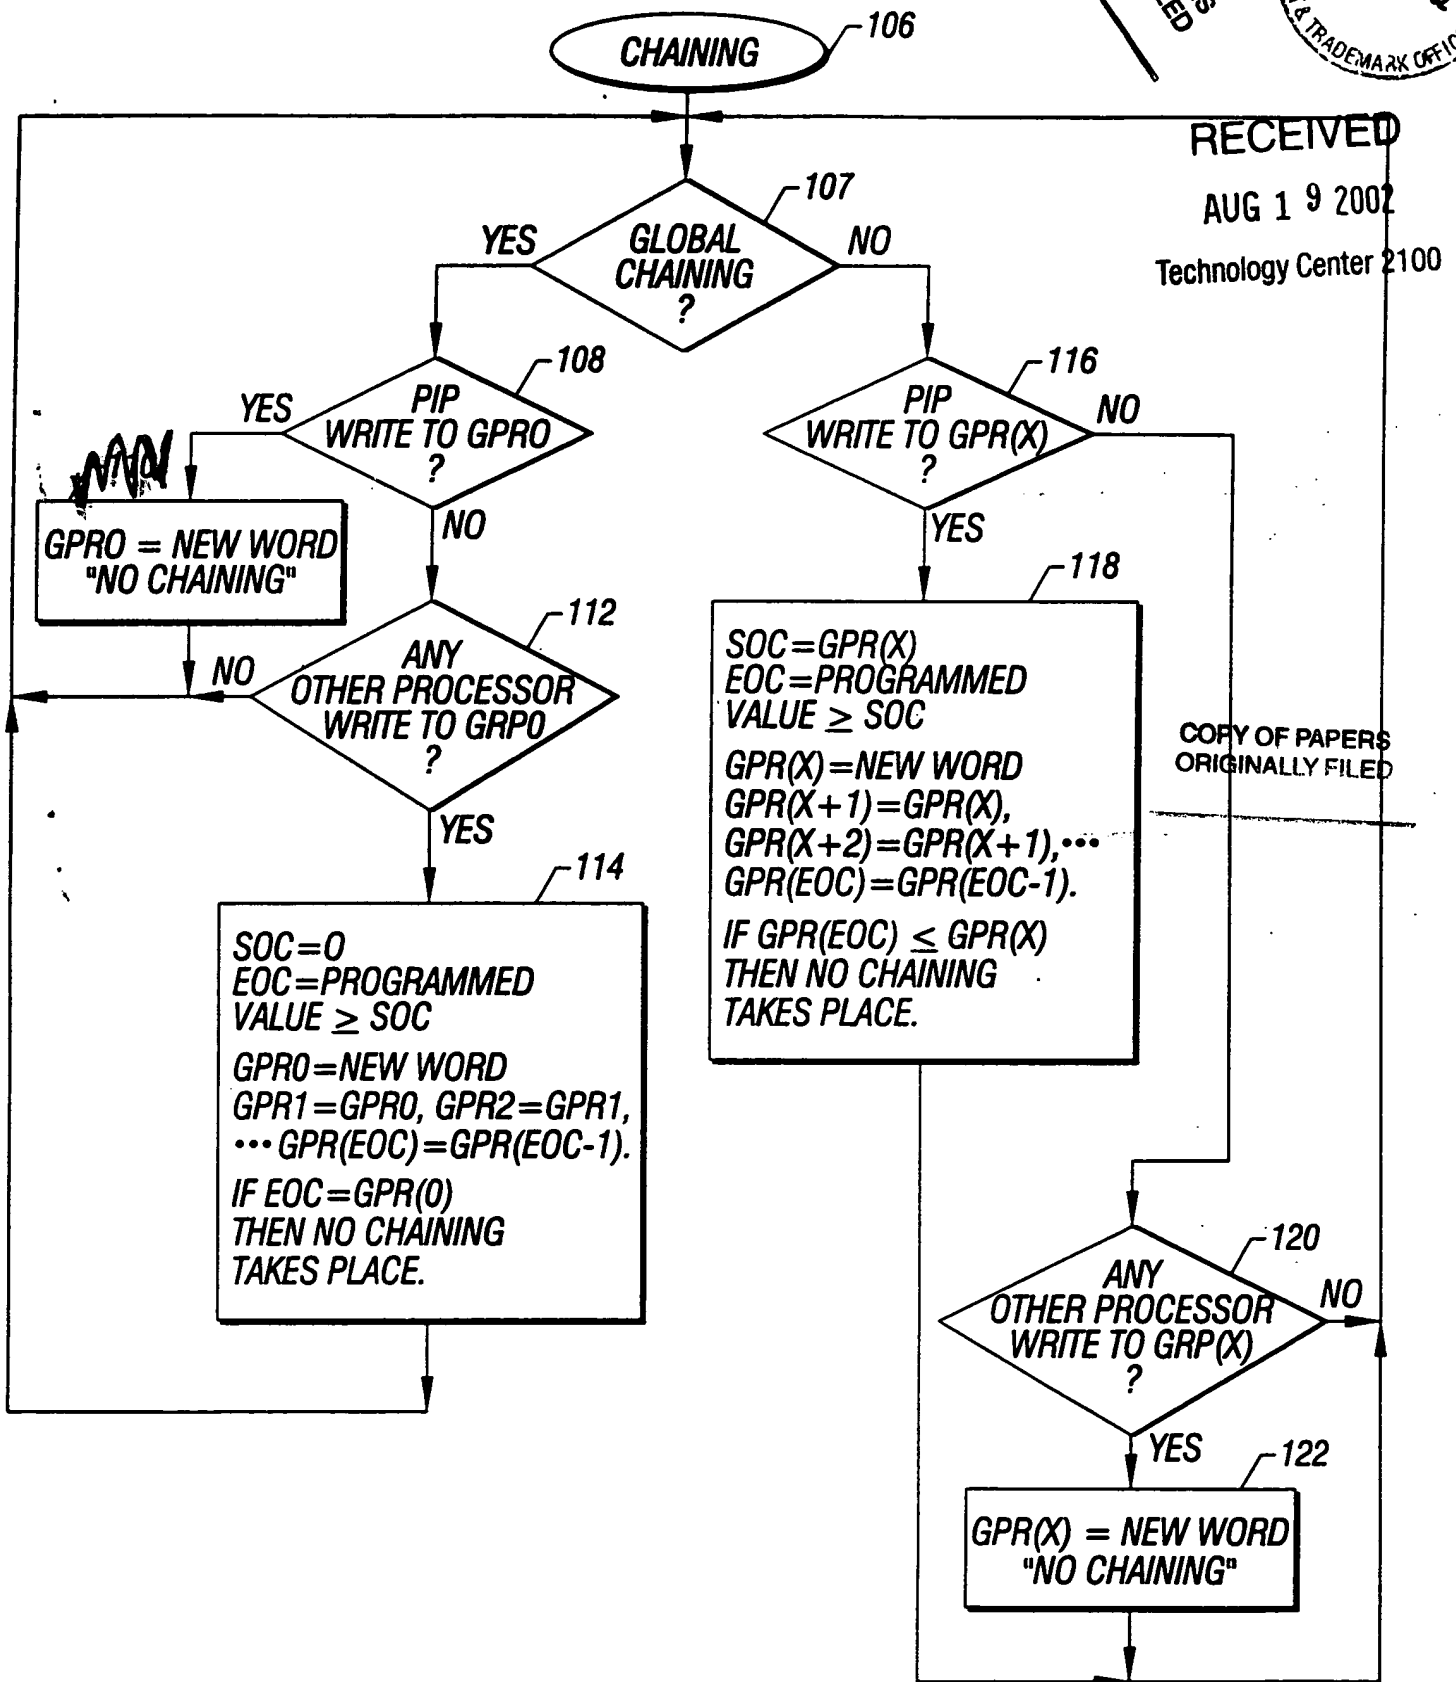 CHAINING
106
& TRADEMARK OFFIC
RECEIVED
AUG 1 9 2002
Technology Center 2100
107
YES
GLOBAL
CHAINING
?
NO
108
YES
PIP
WRITE TO GPRO
?
NO
116
PIP
WRITE TO GPR(X)
?
NO
YES
GPRO = NEW WORD
"NO CHAINING"
112
NO
ANY
OTHER PROCESSOR
WRITE TO GRPO
?
YES
118
SOC=GPR(X)
EOC=PROGRAMMED
VALUE ≥ SOC
GPR(X)=NEW WORD
GPR(X+1)=GPR(X),
GPR(X+2)=GPR(X+1),•••
GPR(EOC)=GPR(EOC-1).
IF GPR(EOC) ≤ GPR(X)
THEN NO CHAINING
TAKES PLACE.
COPY OF PAPERS
ORIGINALLY FILED
114
SOC=0
EOC=PROGRAMMED
VALUE ≥ SOC
GPR0=NEW WORD
GPR1=GPR0, GPR2=GPR1,
•••GPR(EOC)=GPR(EOC-1).
IF EOC=GPR(0)
THEN NO CHAINING
TAKES PLACE.
120
ANY
OTHER PROCESSOR
WRITE TO GRP(X)
?
NO
YES
122
GPR(X) = NEW WORD
"NO CHAINING"